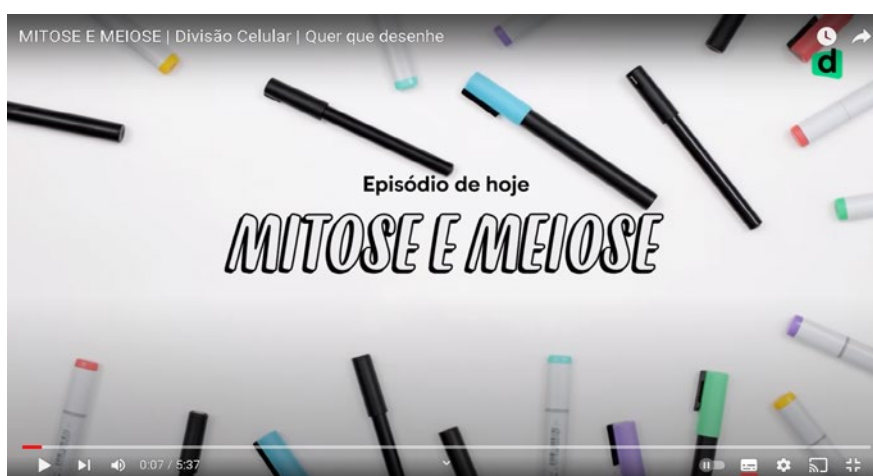 MITOSE E MEIOSE | Divisão Celular | Quer que desenhe
d
Episódio de hoje
MITOSE E MEIOSE
0:07 / 5:37